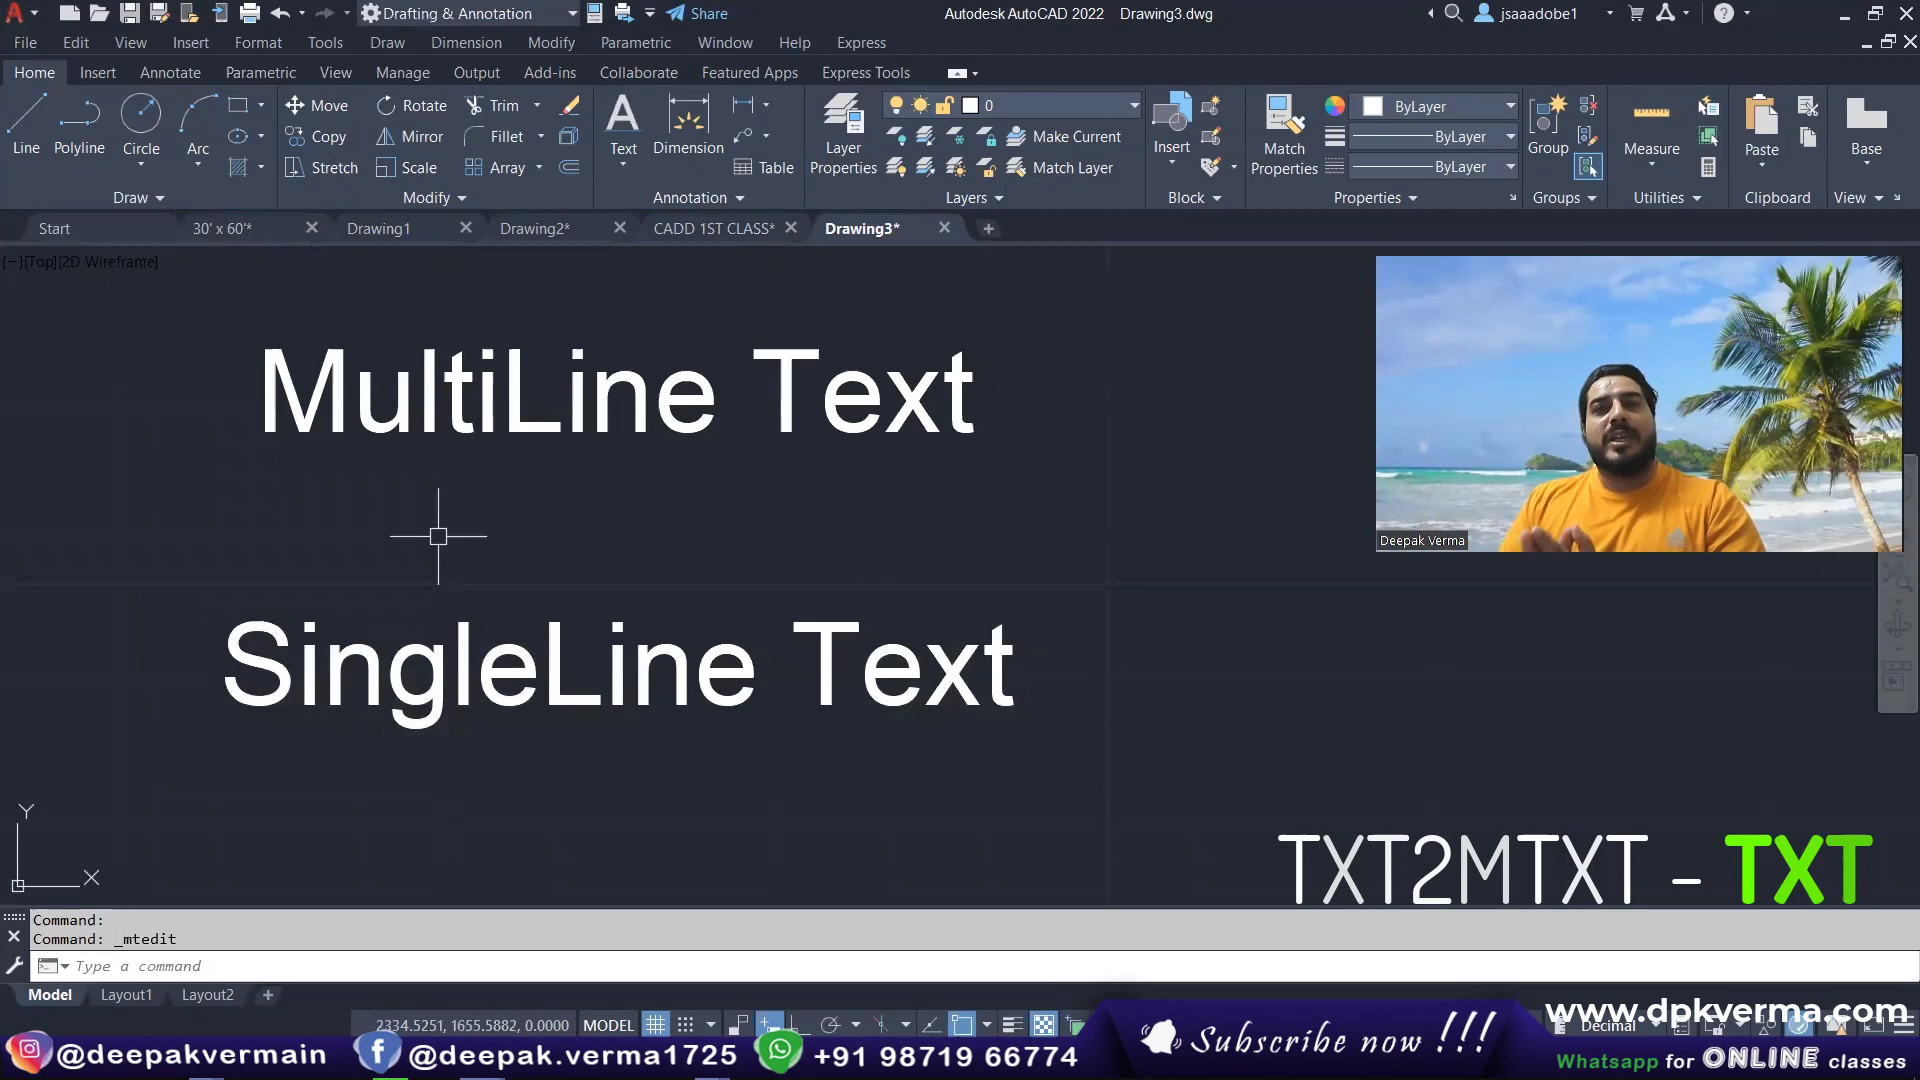 Drafting & Annotation
Share
Autodesk AutoCAD 2022 Drawing3.dwg
jsaaadobe1
File Edit View Insert Format Tools Draw Dimension Modify Parametric Window Help Express
Home Insert Annotate Parametric View Manage Output Add-ins Collaborate Featured Apps Express Tools
Line
Polyline
Circle
Arc
Draw
Move
Rotate
Trim
Copy
Mirror
Fillet
Stretch
Scale
Array
Modify
Text
Dimension
Table
Annotation
Layer
Properties
0
Make Current
Match Layer
Layers
Insert
Block
Match
Properties
ByLayer
ByLayer
ByLayer
Properties
Group
Groups
Measure
Utilities
Paste
Clipboard
Base
View
Start
30' x 60'*
Drawing1
Drawing2*
CADD 1ST CLASS*
Drawing3*
[−][Top][2D Wireframe]
MultiLine Text
Deepak Verma
SingleLine Text
Y
X
TXT2MTXT - TXT
Command:
Command: _mtedit
Type a command
Model Layout1 Layout2
2334.5251, 1655.5882, 0.0000 MODEL
Decimal
www.dpkverma.com
@deepakvermain
@deepak.verma1725
+91 98719 66774
Subscribe now !!!
Whatsapp for ONLINE classes